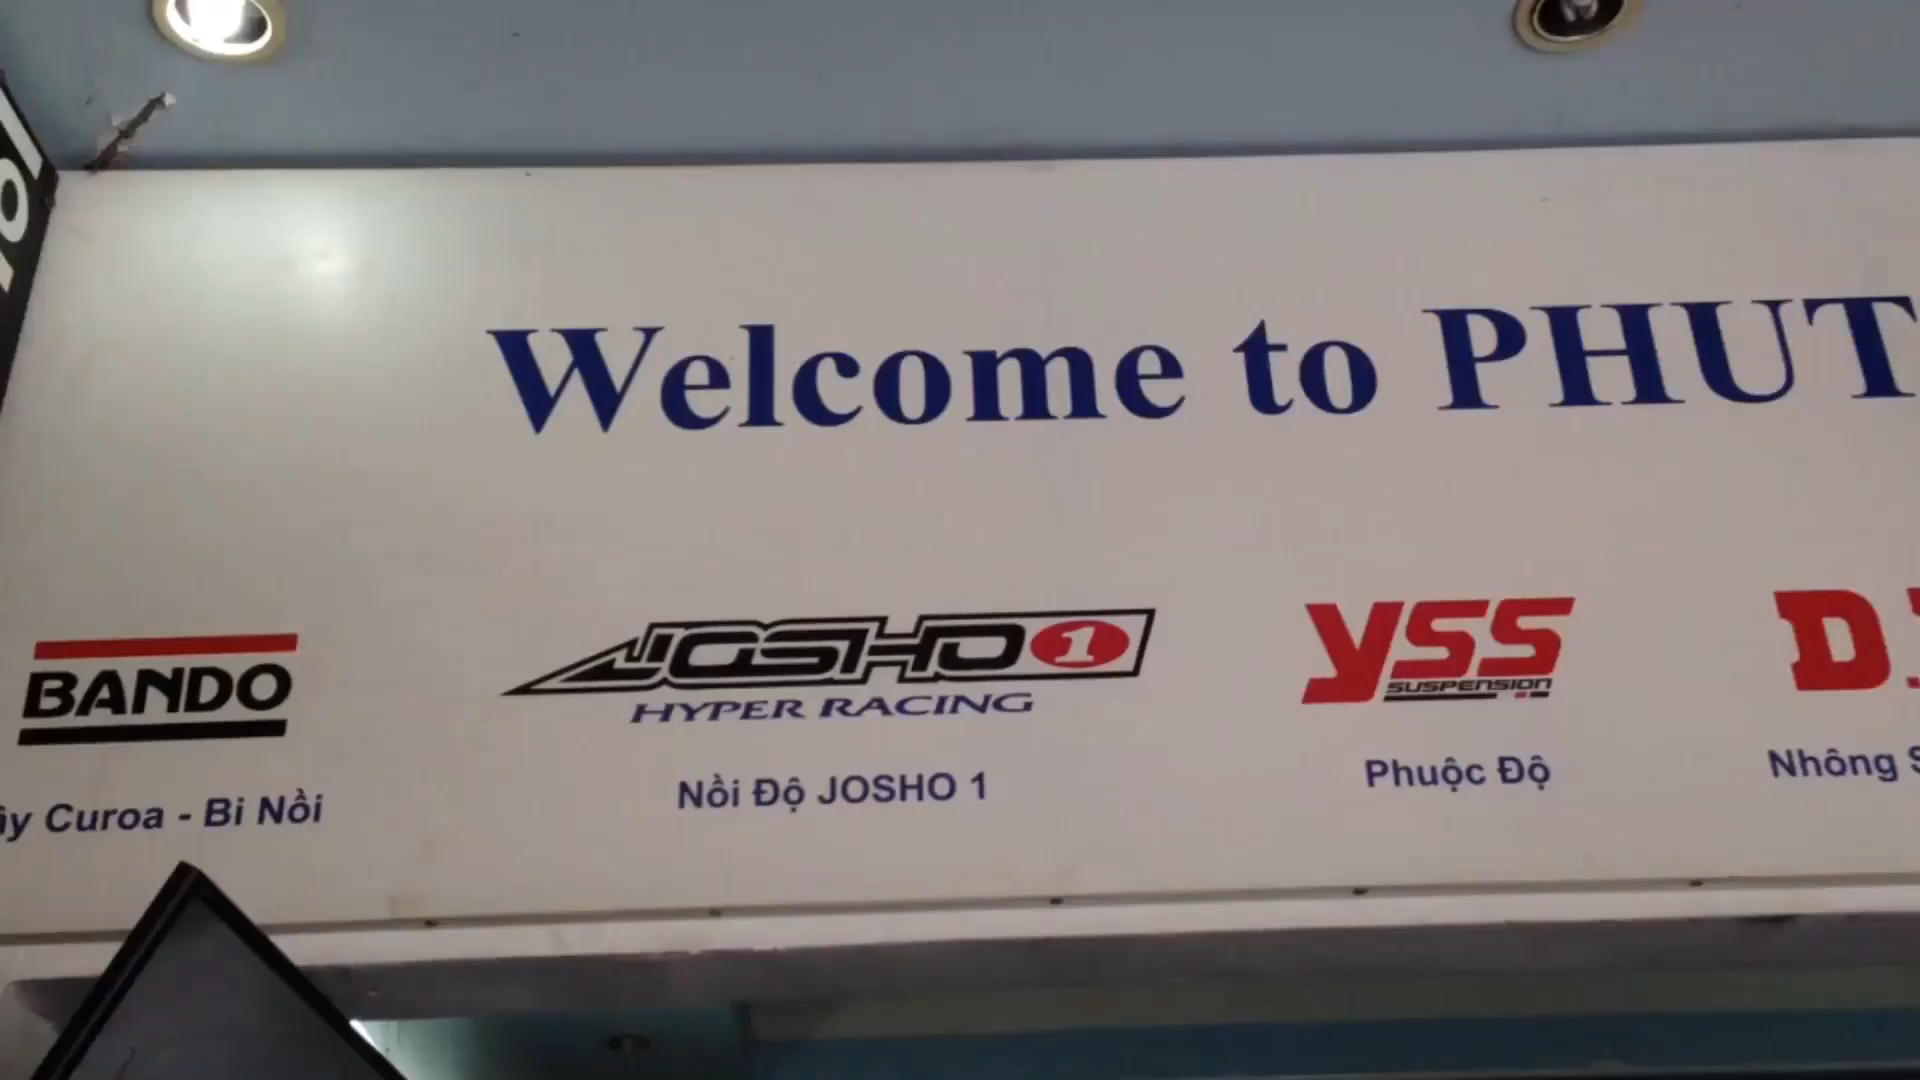 Welcome to PHUT
BANDO
JOSHO 1
HYPER RACING
YSS
SUSPENSION
D
Curoa - Bi Nồi
Nồi Độ JOSHO 1
Phuộc Độ
Nhông